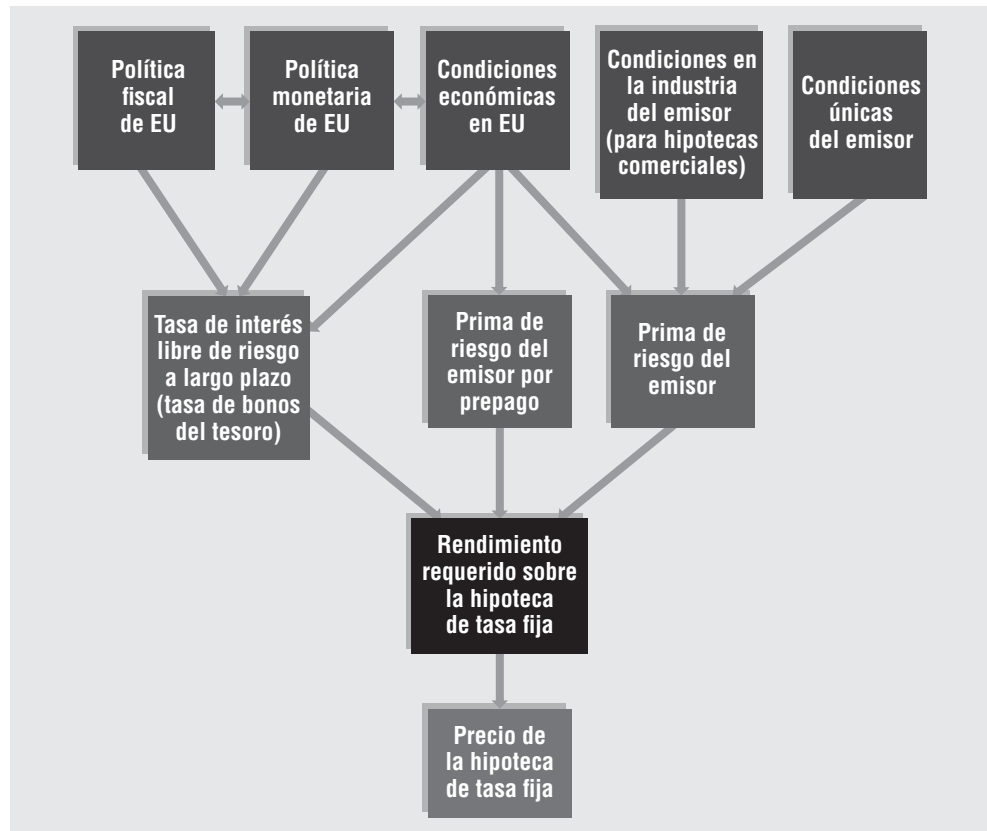 Política
fiscal
de EU
Política
monetaria
de EU
Condiciones
económicas
en EU
Condiciones en
la industria
del emisor
(para hipotecas
comerciales)
Condiciones
únicas
del emisor
Tasa de interés
libre de riesgo
a largo plazo
(tasa de bonos
del tesoro)
Prima de
riesgo del
emisor por
prepago
Prima de
riesgo del
emisor
Rendimiento
requerido sobre
la hipoteca
de tasa fija
Precio de
la hipoteca
de tasa fija